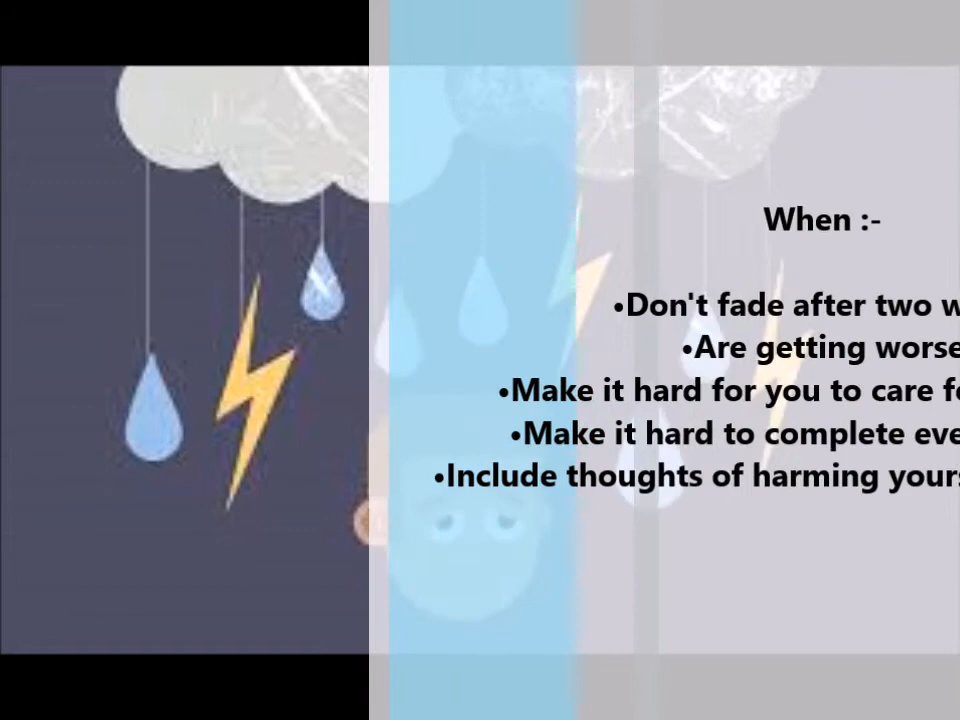 When :-
•Don't fade after two
•Are getting worse
•Make it hard for you to care
•Make it hard to complete
•Include thoughts of harming